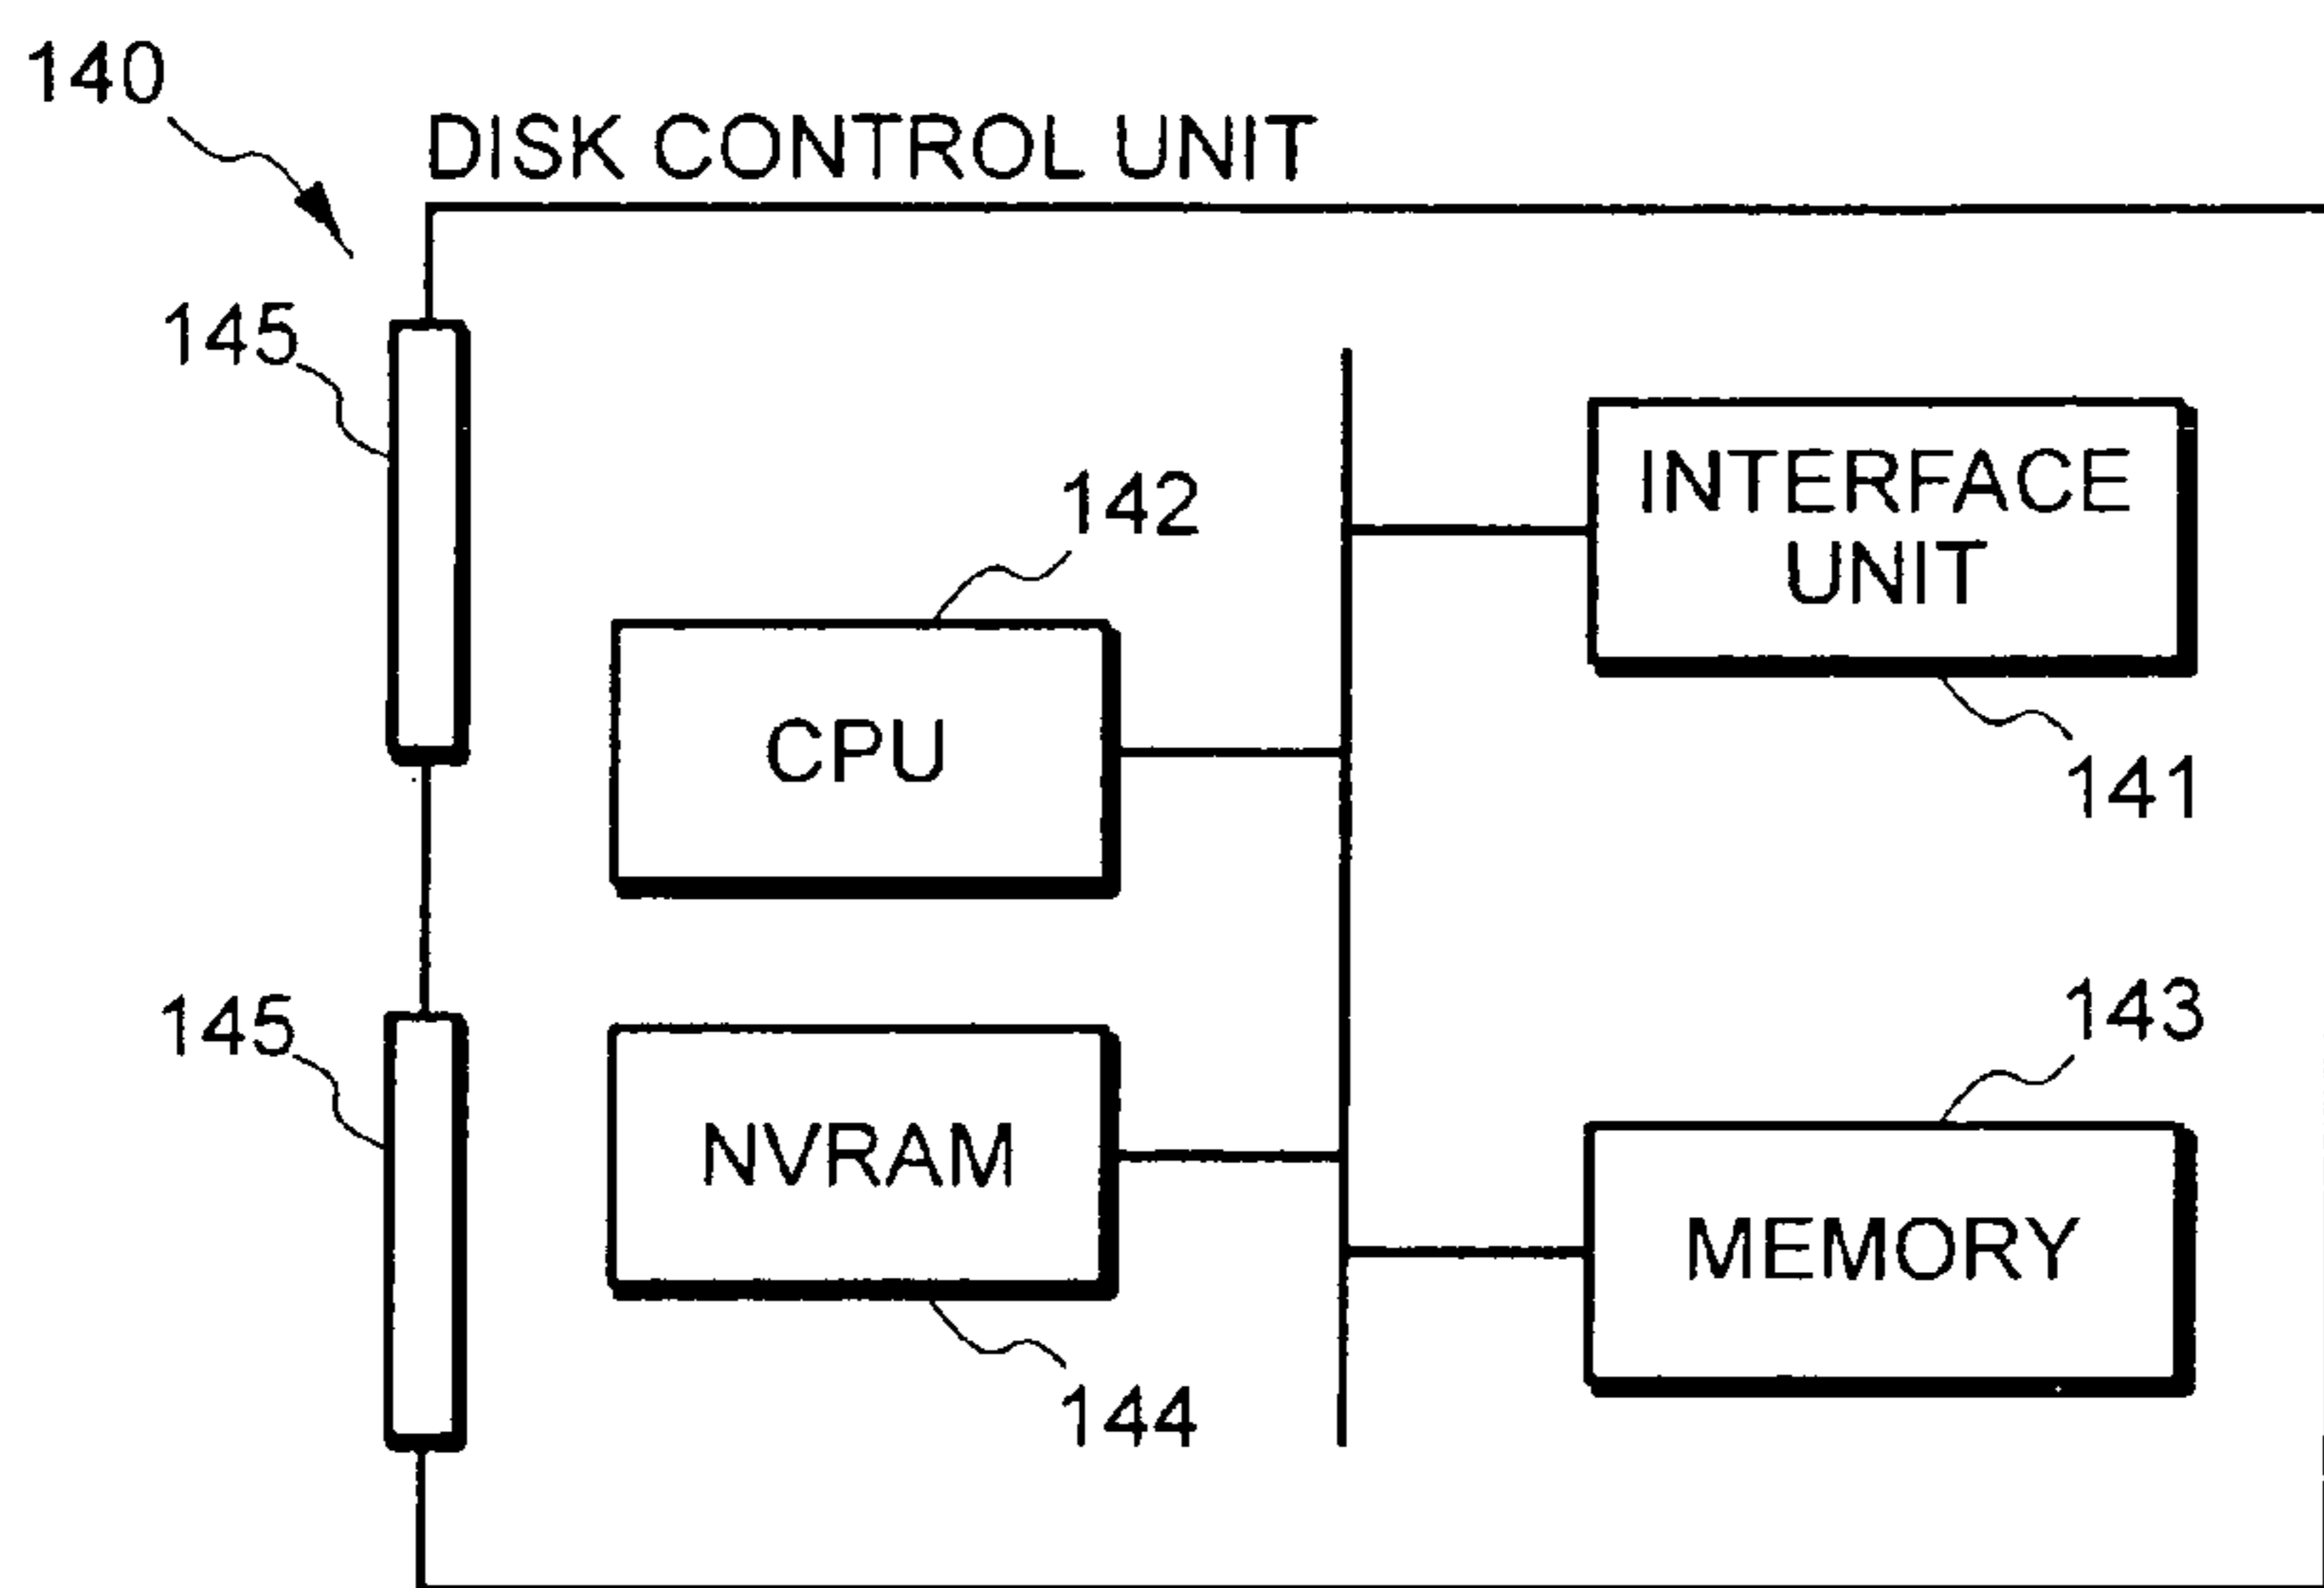 140
DISK CONTROL UNIT
145
142
INTERFACE
UNIT
CPU
141
145
143
NVRAM
MEMORY
144